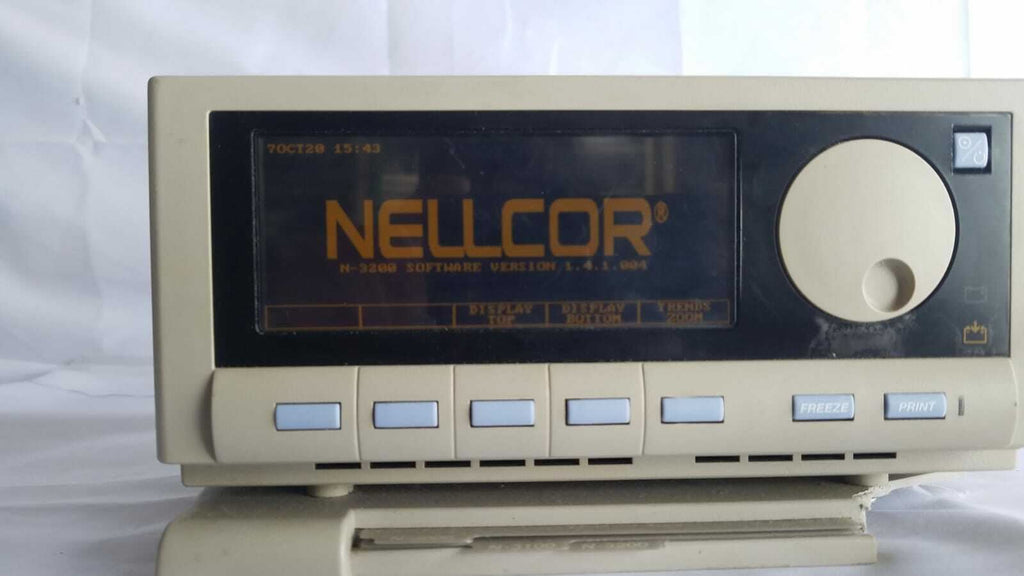 7OCT20 15:43
NELLCOR®
N-3200 SOFTWARE VERSION 1.4.1.004
DISPLAY TOP
DISPLAY BOTTOM
TRENDS ZOOM
FREEZE
PRINT